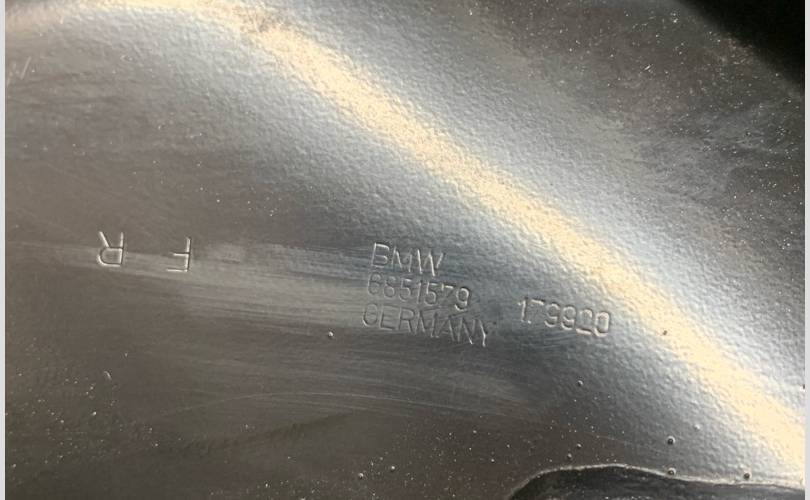 F R
BMW
6851579
GERMANY
179920